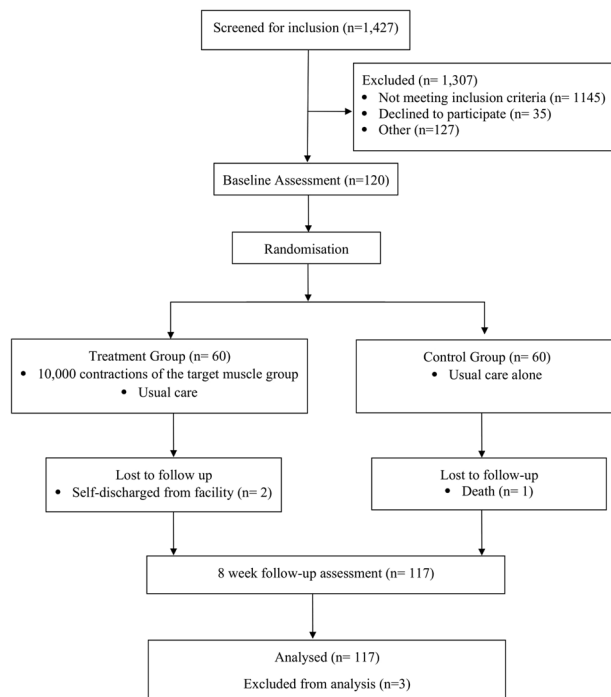 Screened for inclusion (n=1,427)
Excluded (n= 1,307)
• Not meeting inclusion criteria (n= 1145)
• Declined to participate (n= 35)
• Other (n=127)
Baseline Assessment (n=120)
Randomisation
Treatment Group (n= 60)
• 10,000 contractions of the target muscle group
• Usual care
Control Group (n= 60)
• Usual care alone
Lost to follow up
• Self-discharged from facility (n= 2)
Lost to follow-up
• Death (n= 1)
8 week follow-up assessment (n= 117)
Analysed (n= 117)
Excluded from analysis (n=3)